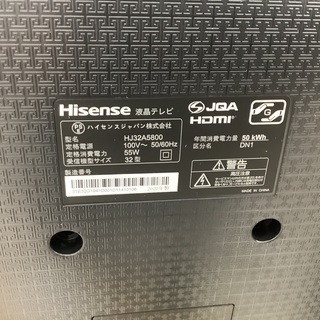 Hisense 液晶テレビ
PS E ハイセンスジャパン株式会社
JQA
HDMI
型名 HJ32A5800
定格電源 100V~ 50/60Hz
定格消費電力 55W
受信機型サイズ 32 型
製造番号
年間消費電力量 50 kWh
区分名 DN1
警告
MADE IN CHINA